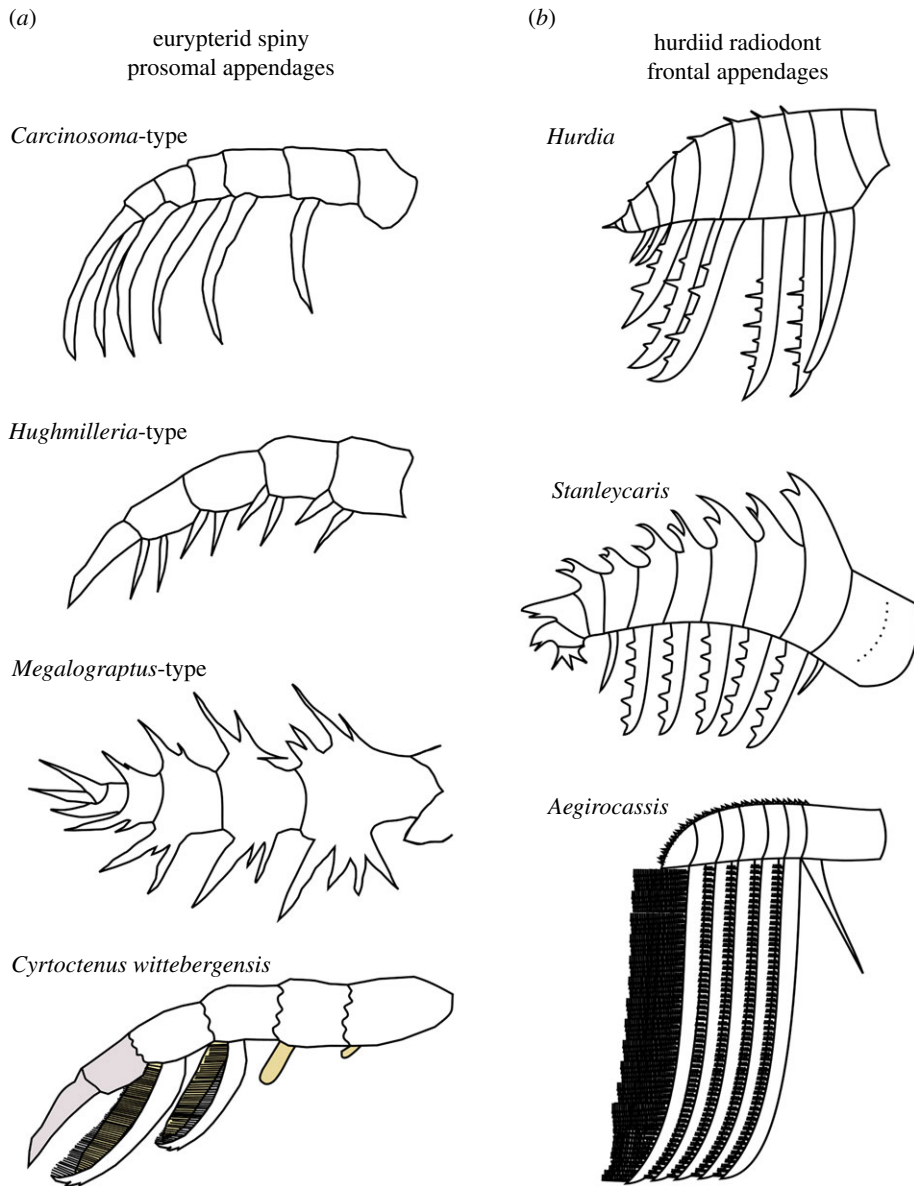 (a)
eurypterid spiny
prosomal appendages
Carcinosoma-type
Hughmilleria-type
Megalograptus-type
Cyrtoctenus wittebergensis
(b)
hurdiid radiodont
frontal appendages
Hurdia
Stanleycaris
Aegirocassis